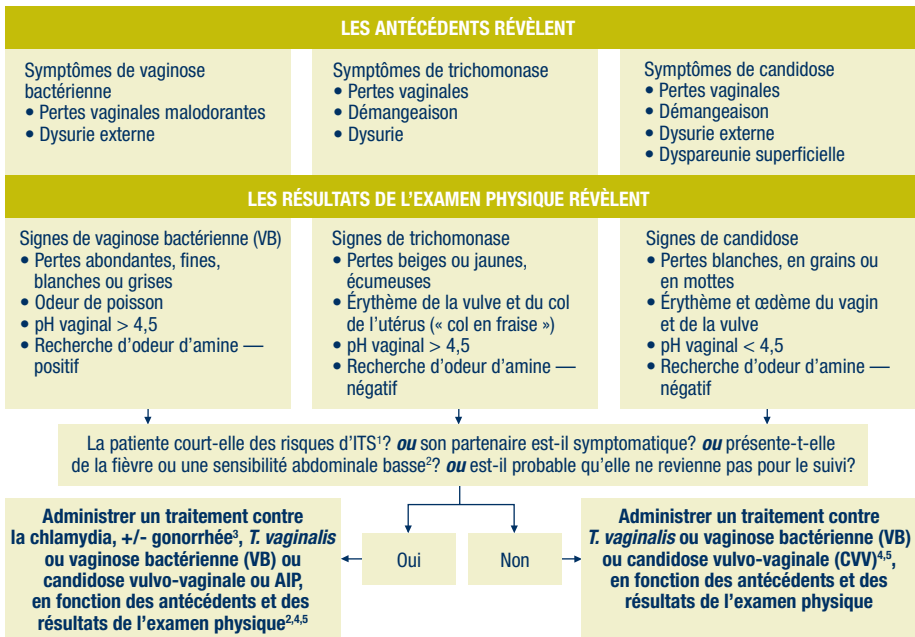 LES ANTÉCÉDENTS RÉVÈLENT
Symptômes de vaginose
bactérienne
• Pertes vaginales malodorantes
• Dysurie externe
Symptômes de trichomonase
• Pertes vaginales
• Démangeaison
• Dysurie
Symptômes de candidose
• Pertes vaginales
• Démangeaison
• Dysurie externe
• Dyspareunie superficielle
LES RÉSULTATS DE L'EXAMEN PHYSIQUE RÉVÈLENT
Signes de vaginose bactérienne (VB)
• Pertes abondantes, fines,
blanches ou grises
• Odeur de poisson
• pH vaginal > 4,5
• Recherche d'odeur d'amine —
positif
Signes de trichomonase
• Pertes beiges ou jaunes,
écumeuses
• Érythème de la vulve et du col
de l'utérus (« col en fraise »)
• pH vaginal > 4,5
• Recherche d'odeur d'amine —
négatif
Signes de candidose
• Pertes blanches, en grains ou
en mottes
• Érythème et œdème du vagin
et de la vulve
• pH vaginal < 4,5
• Recherche d'odeur d'amine —
négatif
La patiente court-elle des risques d'ITS¹? ou son partenaire est-il symptomatique? ou présente-t-elle
de la fièvre ou une sensibilité abdominale basse²? ou est-il probable qu'elle ne revienne pas pour le suivi?
Administrer un traitement contre
la chlamydia, +/- gonorrhée³, T. vaginalis
ou vaginose bactérienne (VB) ou
candidose vulvo-vaginale ou AIP,
en fonction des antécédents et des
résultats de l'examen physique²,⁴,⁵
Oui
Non
Administrer un traitement contre
T. vaginalis ou vaginose bactérienne (VB)
ou candidose vulvo-vaginale (CVV)⁴,⁵,
en fonction des antécédents et des
résultats de l'examen physique